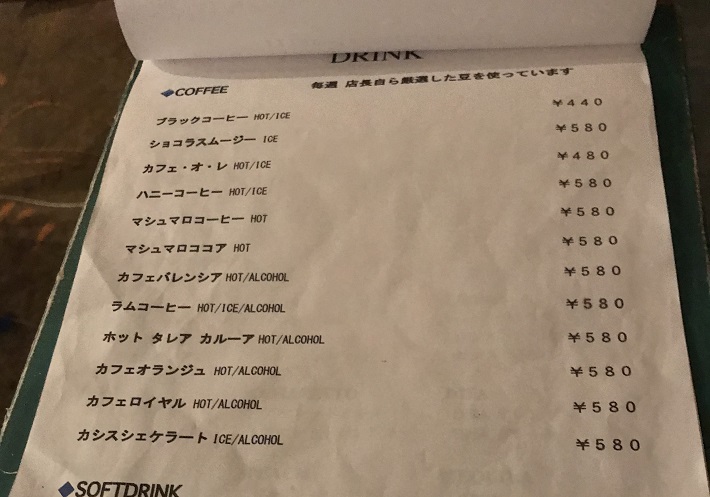 DRINK
◆COFFEE 毎週 店長自ら厳選した豆を使っています
ブラックコーヒー HOT/ICE ￥440
ショコラスムージー ICE ￥580
カフェ・オ・レ HOT/ICE ￥480
ハニーコーヒー HOT/ICE ￥580
マシュマロコーヒー HOT ￥580
マシュマロココア HOT ￥580
カフェバレンシア HOT/ALCOHOL ￥580
ラムコーヒー HOT/ICE/ALCOHOL ￥580
ホット タレア カルーア HOT/ALCOHOL ￥580
カフェオランジュ HOT/ALCOHOL ￥580
カフェロイヤル HOT/ALCOHOL ￥580
カシスシェケラート ICE/ALCOHOL ￥580
◆SOFTDRINK